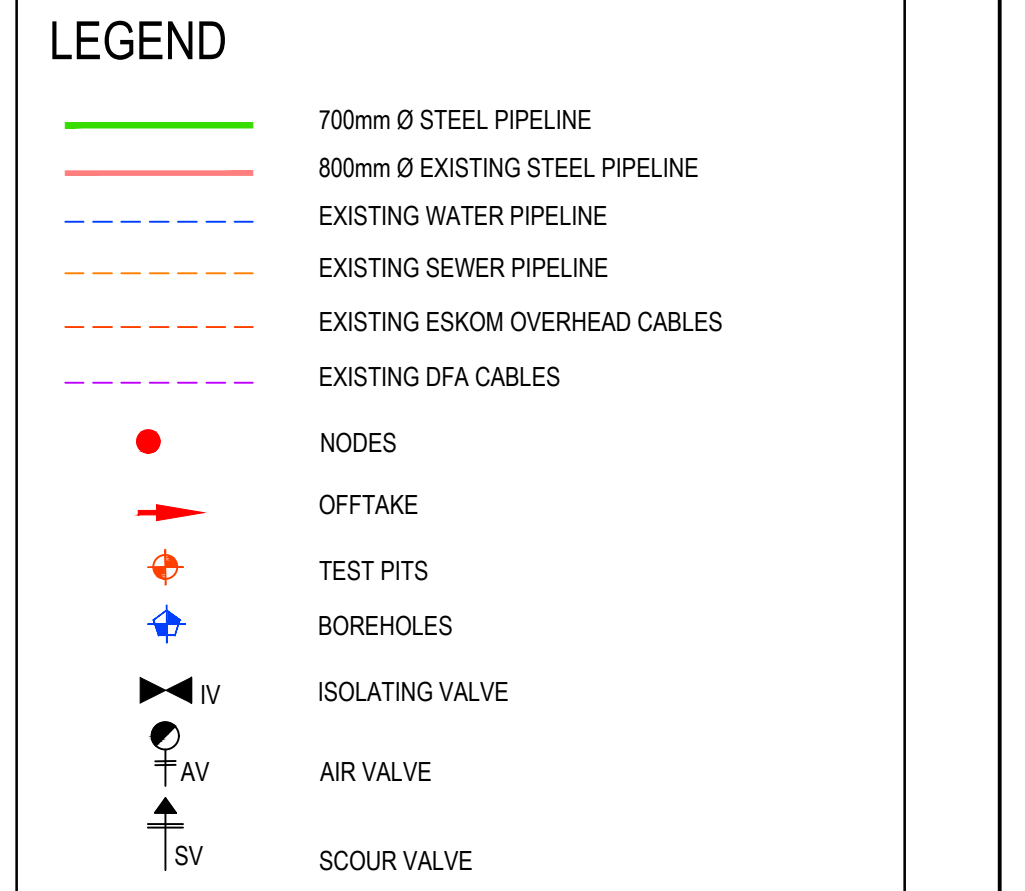 LEGEND
700mm Ø STEEL PIPELINE
800mm Ø EXISTING STEEL PIPELINE
EXISTING WATER PIPELINE
EXISTING SEWER PIPELINE
EXISTING ESKOM OVERHEAD CABLES
EXISTING DFA CABLES
NODES
OFFTAKE
TEST PITS
BOREHOLES
IV ISOLATING VALVE
AV AIR VALVE
SV SCOUR VALVE